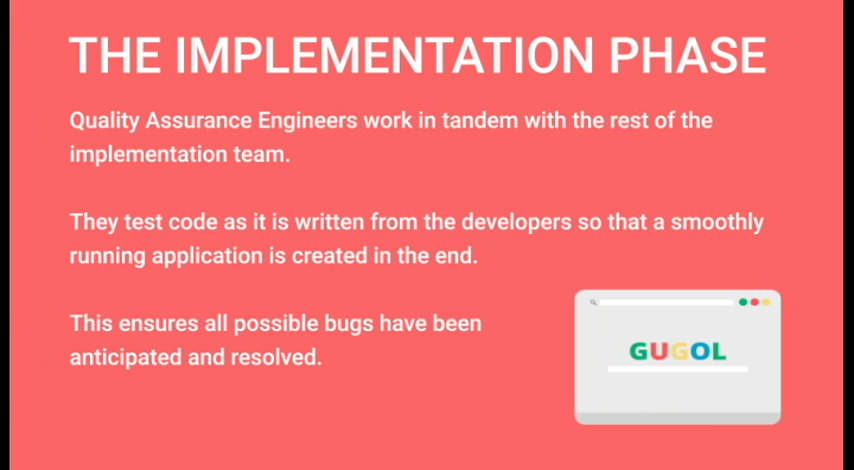 THE IMPLEMENTATION PHASE
Quality Assurance Engineers work in tandem with the rest of the
implementation team.
They test code as it is written from the developers so that a smoothly
running application is created in the end.
This ensures all possible bugs have been
anticipated and resolved.
GUGOL